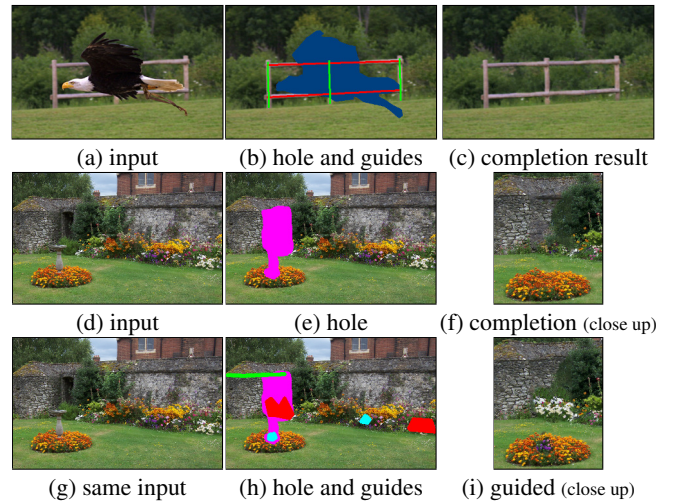 (a) input (b) hole and guides (c) completion result
(d) input (e) hole (f) completion (close up)
(g) same input (h) hole and guides (i) guided (close up)